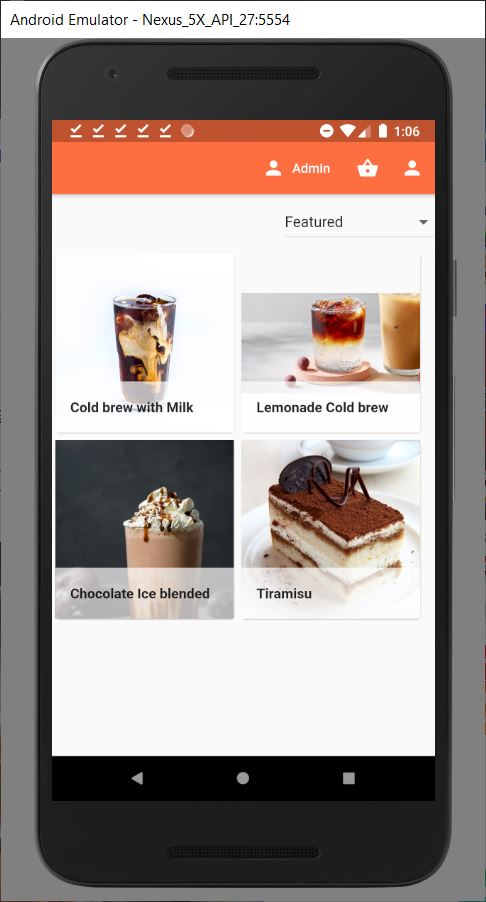 Android Emulator - Nexus_5X_API_27:5554
1:06
Admin
Featured
Cold brew with Milk
Lemonade Cold brew
Chocolate Ice blended
Tiramisu